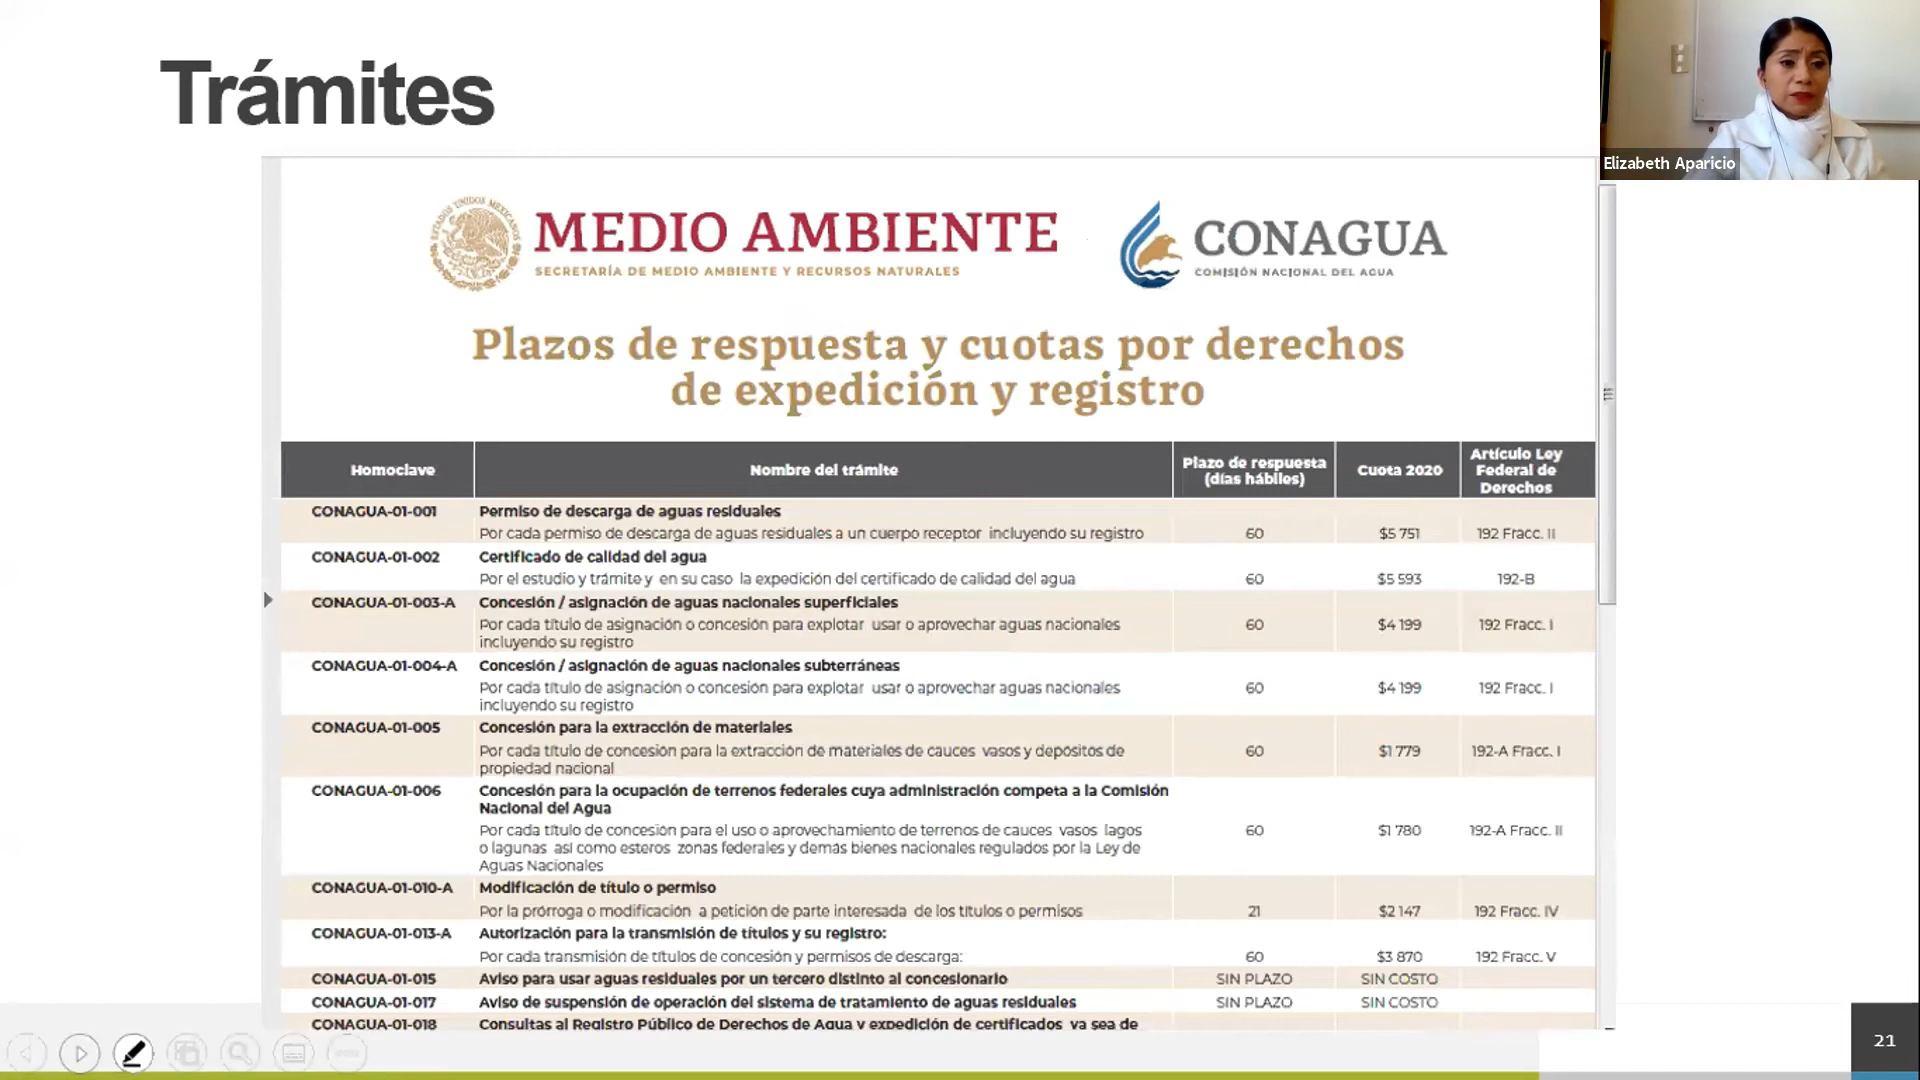 Trámites
Elizabeth Aparicio
MEDIO AMBIENTE
SECRETARÍA DE MEDIO AMBIENTE Y RECURSOS NATURALES
ESTADOS UNIDOS MEXICANOS
CONAGUA
COMISIÓN NACIONAL DEL AGUA
Plazos de respuesta y cuotas por derechos
de expedición y registro
Homoclave Nombre del trámite Plazo de respuesta (días hábiles) Cuota 2020 Artículo Ley Federal de Derechos
CONAGUA-01-001 Permiso de descarga de aguas residuales
Por cada permiso de descarga de aguas residuales a un cuerpo receptor incluyendo su registro 60 $5 751 192 Fracc. II
CONAGUA-01-002 Certificado de calidad del agua
Por el estudio y trámite y en su caso la expedición del certificado de calidad del agua 60 $5 593 192-B
CONAGUA-01-003-A Concesión / asignación de aguas nacionales superficiales
Por cada título de asignación o concesión para explotar usar o aprovechar aguas nacionales 60 $4 199 192 Fracc. I
incluyendo su registro
CONAGUA-01-004-A Concesión / asignación de aguas nacionales subterráneas
Por cada título de asignación o concesión para explotar usar o aprovechar aguas nacionales 60 $4 199 192 Fracc. I
incluyendo su registro
CONAGUA-01-005 Concesión para la extracción de materiales
Por cada título de concesión para la extracción de materiales de cauces vasos y depósitos de 60 $1 779 192-A Fracc. I
propiedad nacional
CONAGUA-01-006 Concesión para la ocupación de terrenos federales cuya administración competa a la Comisión
Nacional del Agua
Por cada título de concesión para el uso o aprovechamiento de terrenos de cauces vasos lagos 60 $1 780 192-A Fracc. II
o lagunas así como esteros zonas federales y demás bienes nacionales regulados por la Ley de
Aguas Nacionales
CONAGUA-01-010-A Modificación de título o permiso
Por la prórroga o modificación a petición de parte interesada de los títulos o permisos 21 $2 147 192 Fracc. IV
CONAGUA-01-013-A Autorización para la transmisión de títulos y su registro:
Por cada transmisión de títulos de concesión y permisos de descarga: 60 $3 870 192 Fracc. V
CONAGUA-01-015 Aviso para usar aguas residuales por un tercero distinto al concesionario SIN PLAZO SIN COSTO
CONAGUA-01-017 Aviso de suspensión de operación del sistema de tratamiento de aguas residuales SIN PLAZO SIN COSTO
CONAGUA-01-018 Consultas al Registro Público de Derechos de Agua y expedición de certificados ya sea de
21